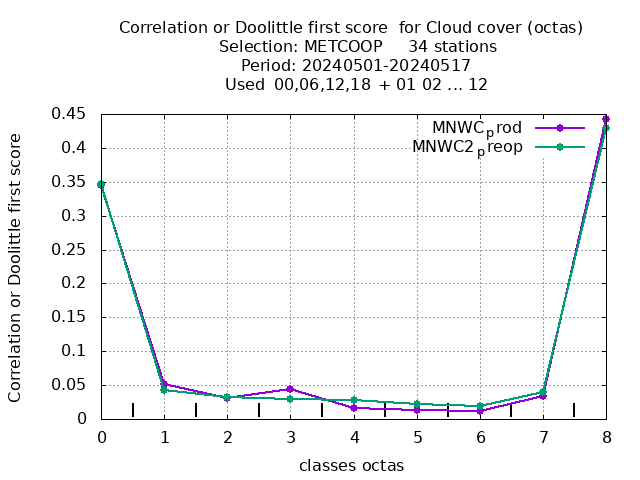 Correlation or Doolittle first score  for Cloud cover (octas)
Selection: METCOOP     34 stations
Period: 20240501-20240517
Used  00,06,12,18 + 01 02 ... 12
Correlation or Doolittle first score
0.45
0.4
0.35
0.3
0.25
0.2
0.15
0.1
0.05
0
MNWCprod
MNWC2preop
0 1 2 3 4 5 6 7 8
classes octas